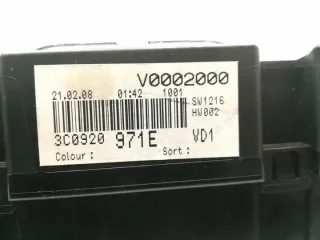 V0002000
21.02.08 01:42 1001
SW1216
HW002
3C0920 971E VD1
Colour : Sort :